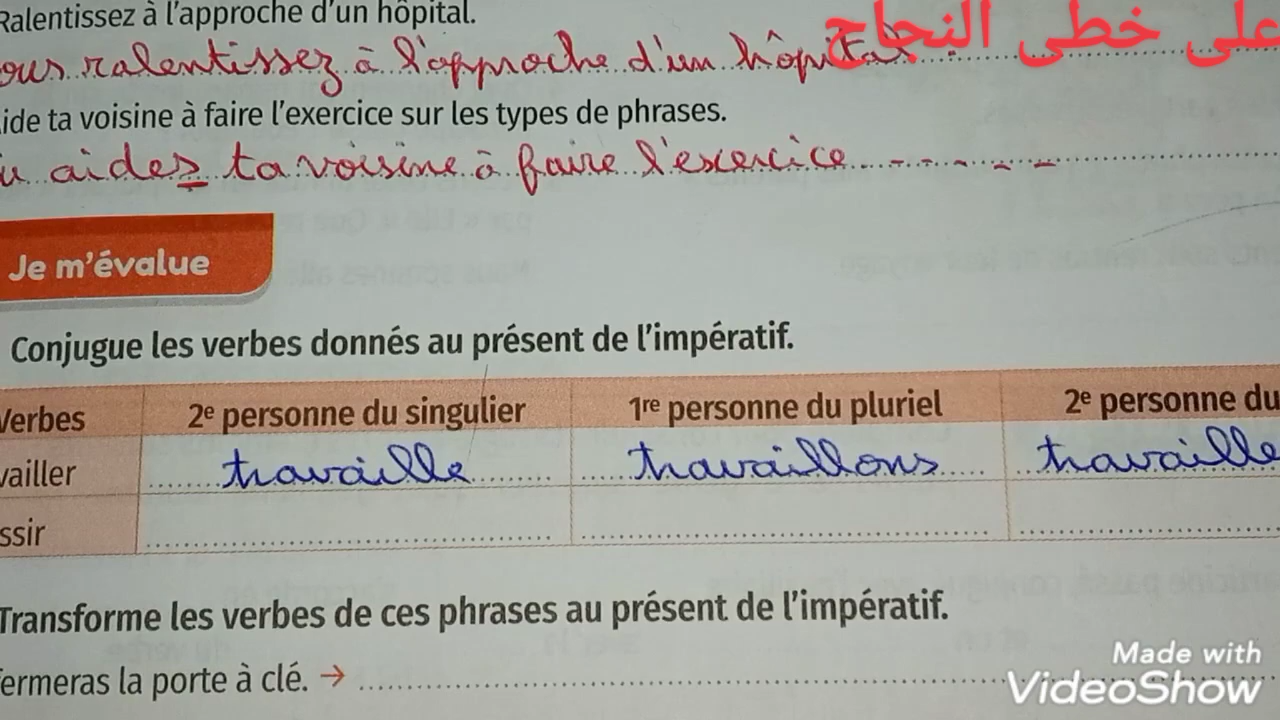 Ralentissez à l'approche d'un hôpital.
على خطى النجاح
ous ralentissez à l'approche d'un hôpital
ide ta voisine à faire l'exercice sur les types de phrases.
u aides ta voisine à faire l'exercice
Je m'évalue
Conjugue les verbes donnés au présent de l'impératif.
Verbes 2e personne du singulier 1re personne du pluriel 2e personne du
vailler travaille travaillons travaille
ssir
Transforme les verbes de ces phrases au présent de l'impératif.
ermeras la porte à clé. →
Made with
VideoShow